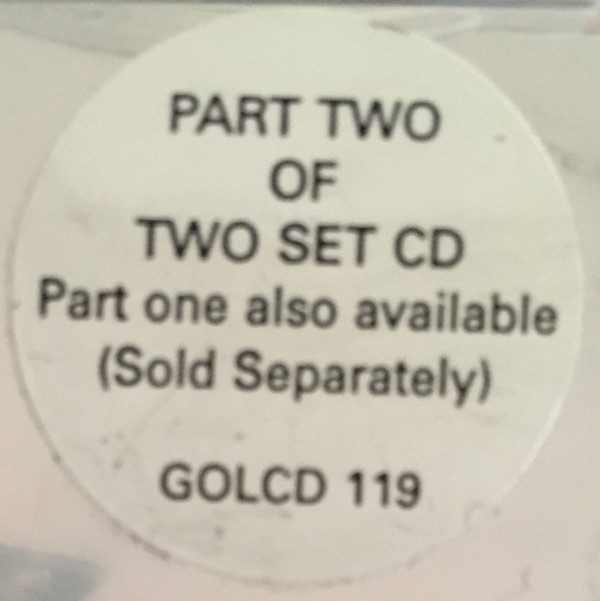 PART TWO
OF
TWO SET CD
Part one also available
(Sold Separately)
GOLCD 119